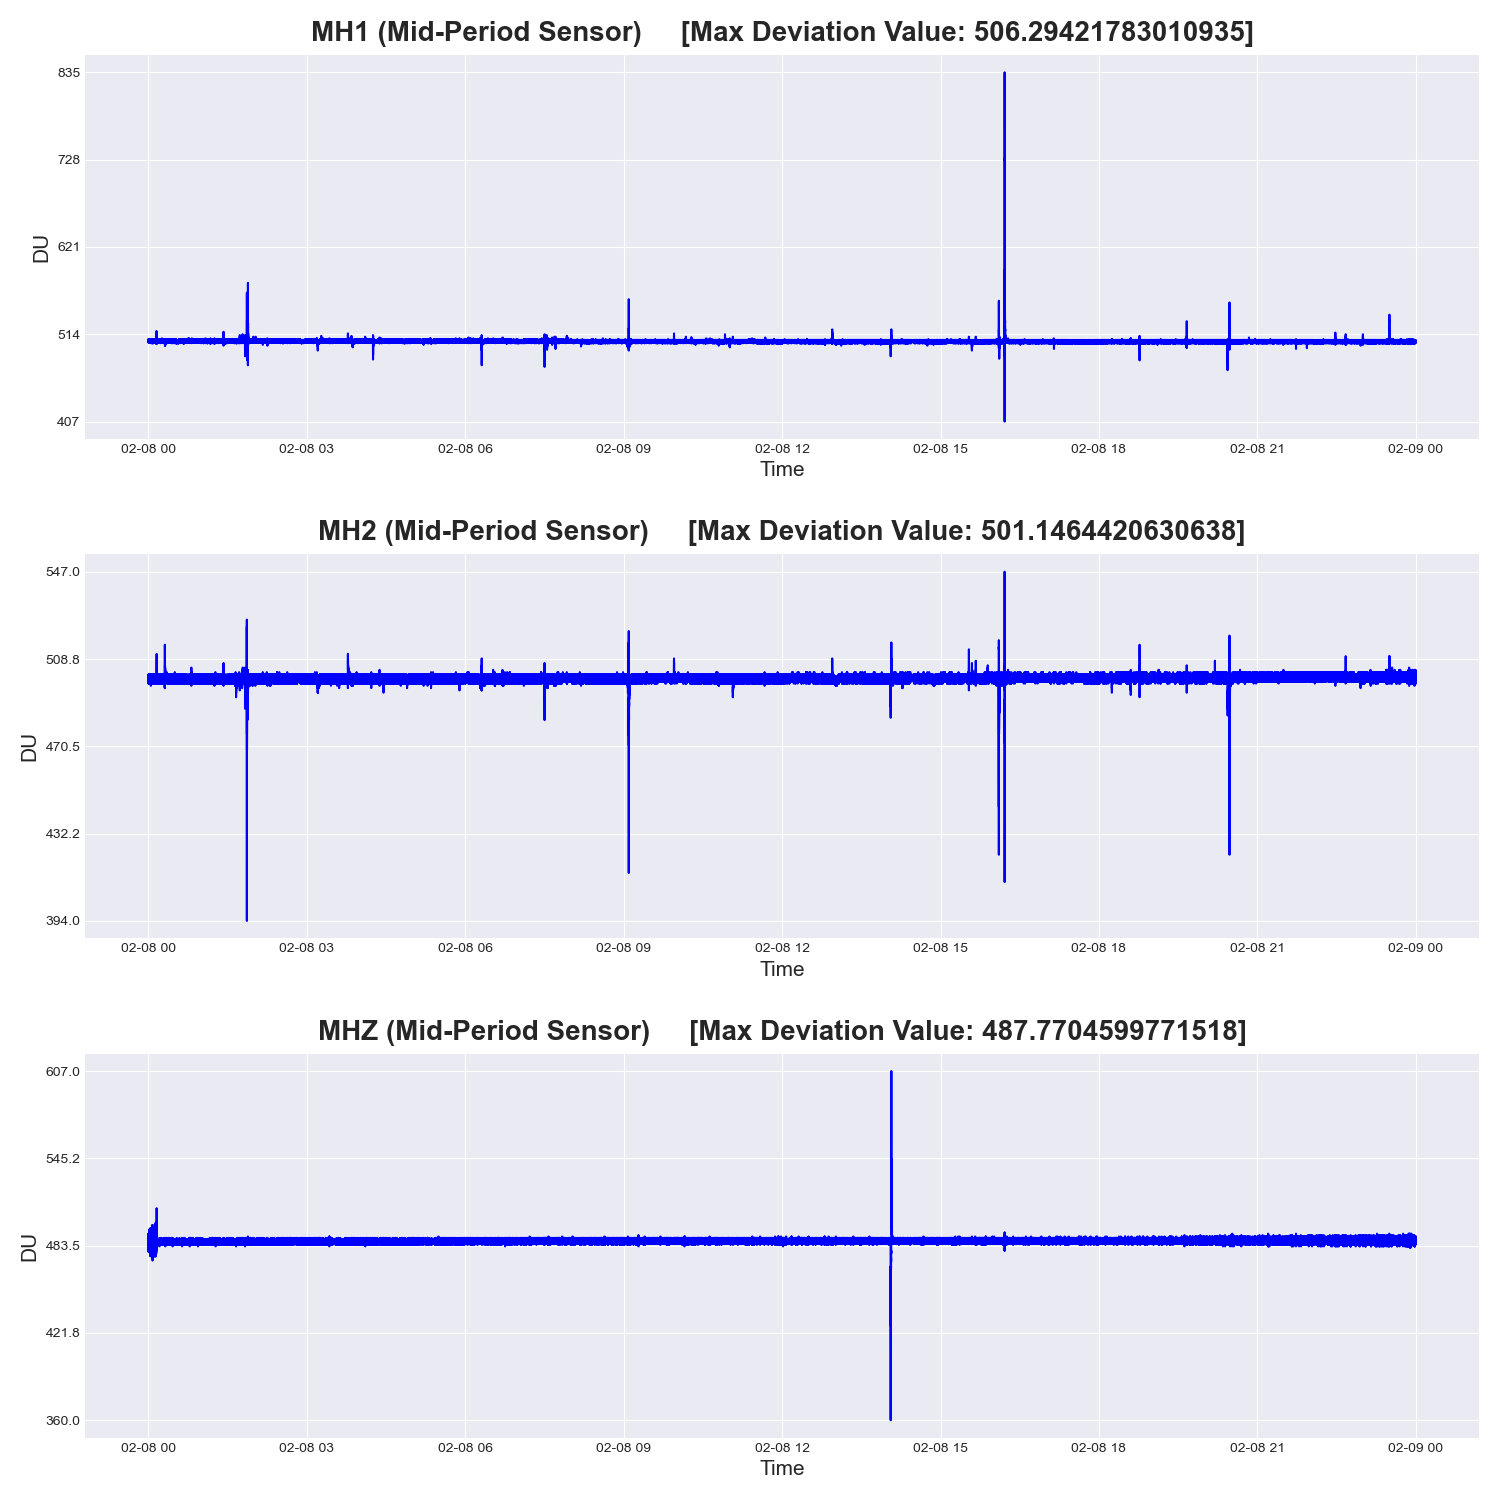 MH1 (Mid-Period Sensor) [Max Deviation Value: 506.29421783010935]
835
728
621
514
407
DU
02-08 00 02-08 03 02-08 06 02-08 09 02-08 12 02-08 15 02-08 18 02-08 21 02-09 00
Time
MH2 (Mid-Period Sensor) [Max Deviation Value: 501.1464420630638]
547.0
508.8
470.5
432.2
394.0
DU
02-08 00 02-08 03 02-08 06 02-08 09 02-08 12 02-08 15 02-08 18 02-08 21 02-09 00
Time
MHZ (Mid-Period Sensor) [Max Deviation Value: 487.7704599771518]
607.0
545.2
483.5
421.8
360.0
DU
02-08 00 02-08 03 02-08 06 02-08 09 02-08 12 02-08 15 02-08 18 02-08 21 02-09 00
Time